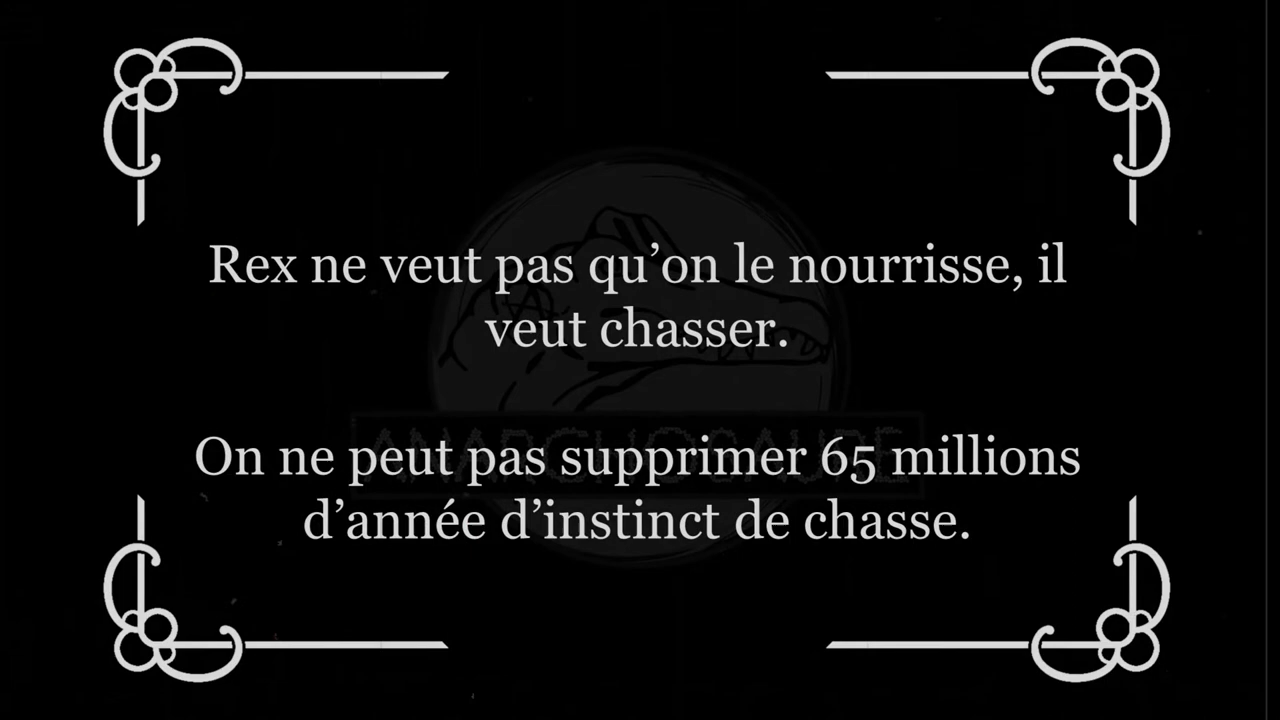 Rex ne veut pas qu’on le nourrisse, il
veut chasser.
On ne peut pas supprimer 65 millions
d’année d’instinct de chasse.
ANARCHOSAURE